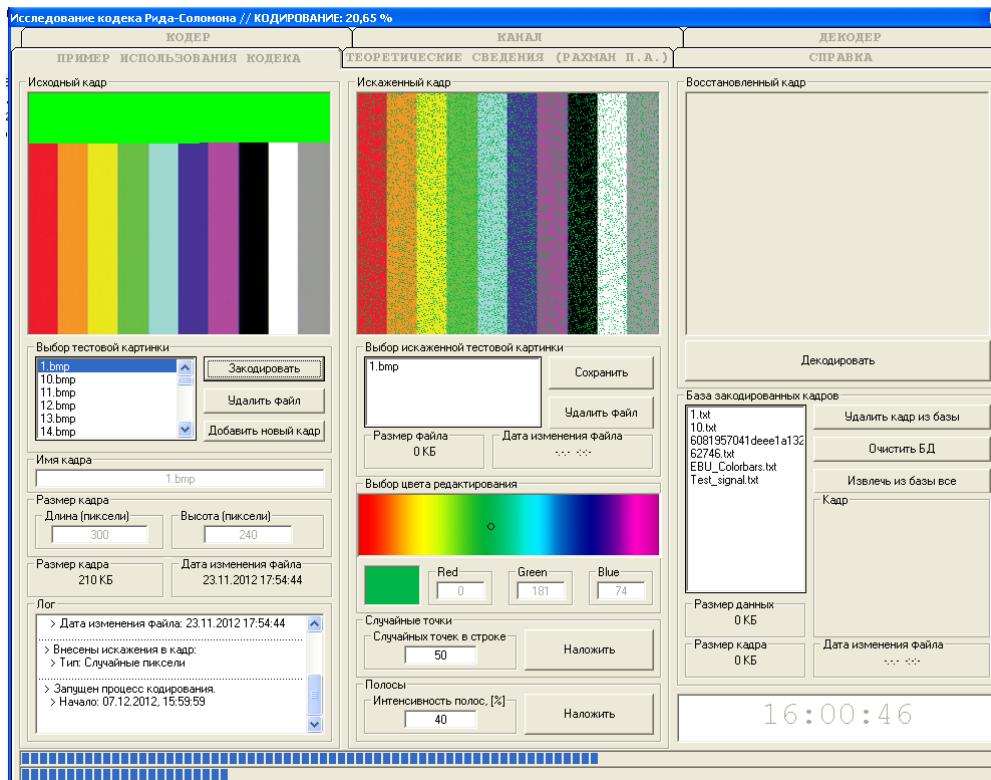 Исследование кодека Рида-Соломона // КОДИРОВАНИЕ: 20,65 %
КОДЕР
КАНАЛ
ДЕКОДЕР
ПРИМЕР ИСПОЛЬЗОВАНИЯ КОДЕКА
ТЕОРЕТИЧЕСКИЕ СВЕДЕНИЯ (РАХМАН П.А.)
СПРАВКА
Исходный кадр
Искаженный кадр
Восстановленный кадр
Выбор тестовой картинки
1.bmp
10.bmp
11.bmp
12.bmp
13.bmp
14.bmp
Закодировать
Удалить файл
Добавить новый кадр
Имя кадра
1.bmp
Размер кадра
Длина (пиксели)
300
Высота (пиксели)
240
Размер кадра
210 КБ
Дата изменения файла
23.11.2012 17:54:44
Лог
> Дата изменения файла: 23.11.2012 17:54:44
> Внесены искажения в кадр:
> Тип: Случайные пиксели
> Запущен процесс кодирования.
> Начало: 07.12.2012, 15:59:59
Выбор искаженной тестовой картинки
1.bmp
Сохранить
Удалить файл
Размер файла
0 КБ
Дата изменения файла
-.-.- -:-:-
Выбор цвета редактирования
Red
0
Green
181
Blue
74
Случайные точки
Случайных точек в строке
50
Наложить
Полосы
Интенсивность полос, [%]
40
Наложить
Декодировать
База закодированных кадров
1.txt
10.txt
6081957041deee1a132
62746.txt
EBU_Colorbars.txt
Test_signal.txt
Удалить кадр из базы
Очистить БД
Извлечь из базы все
Кадр
Размер данных
0 КБ
Размер кадра
0 КБ
Дата изменения файла
-.-.- -:-:-
16:00:46